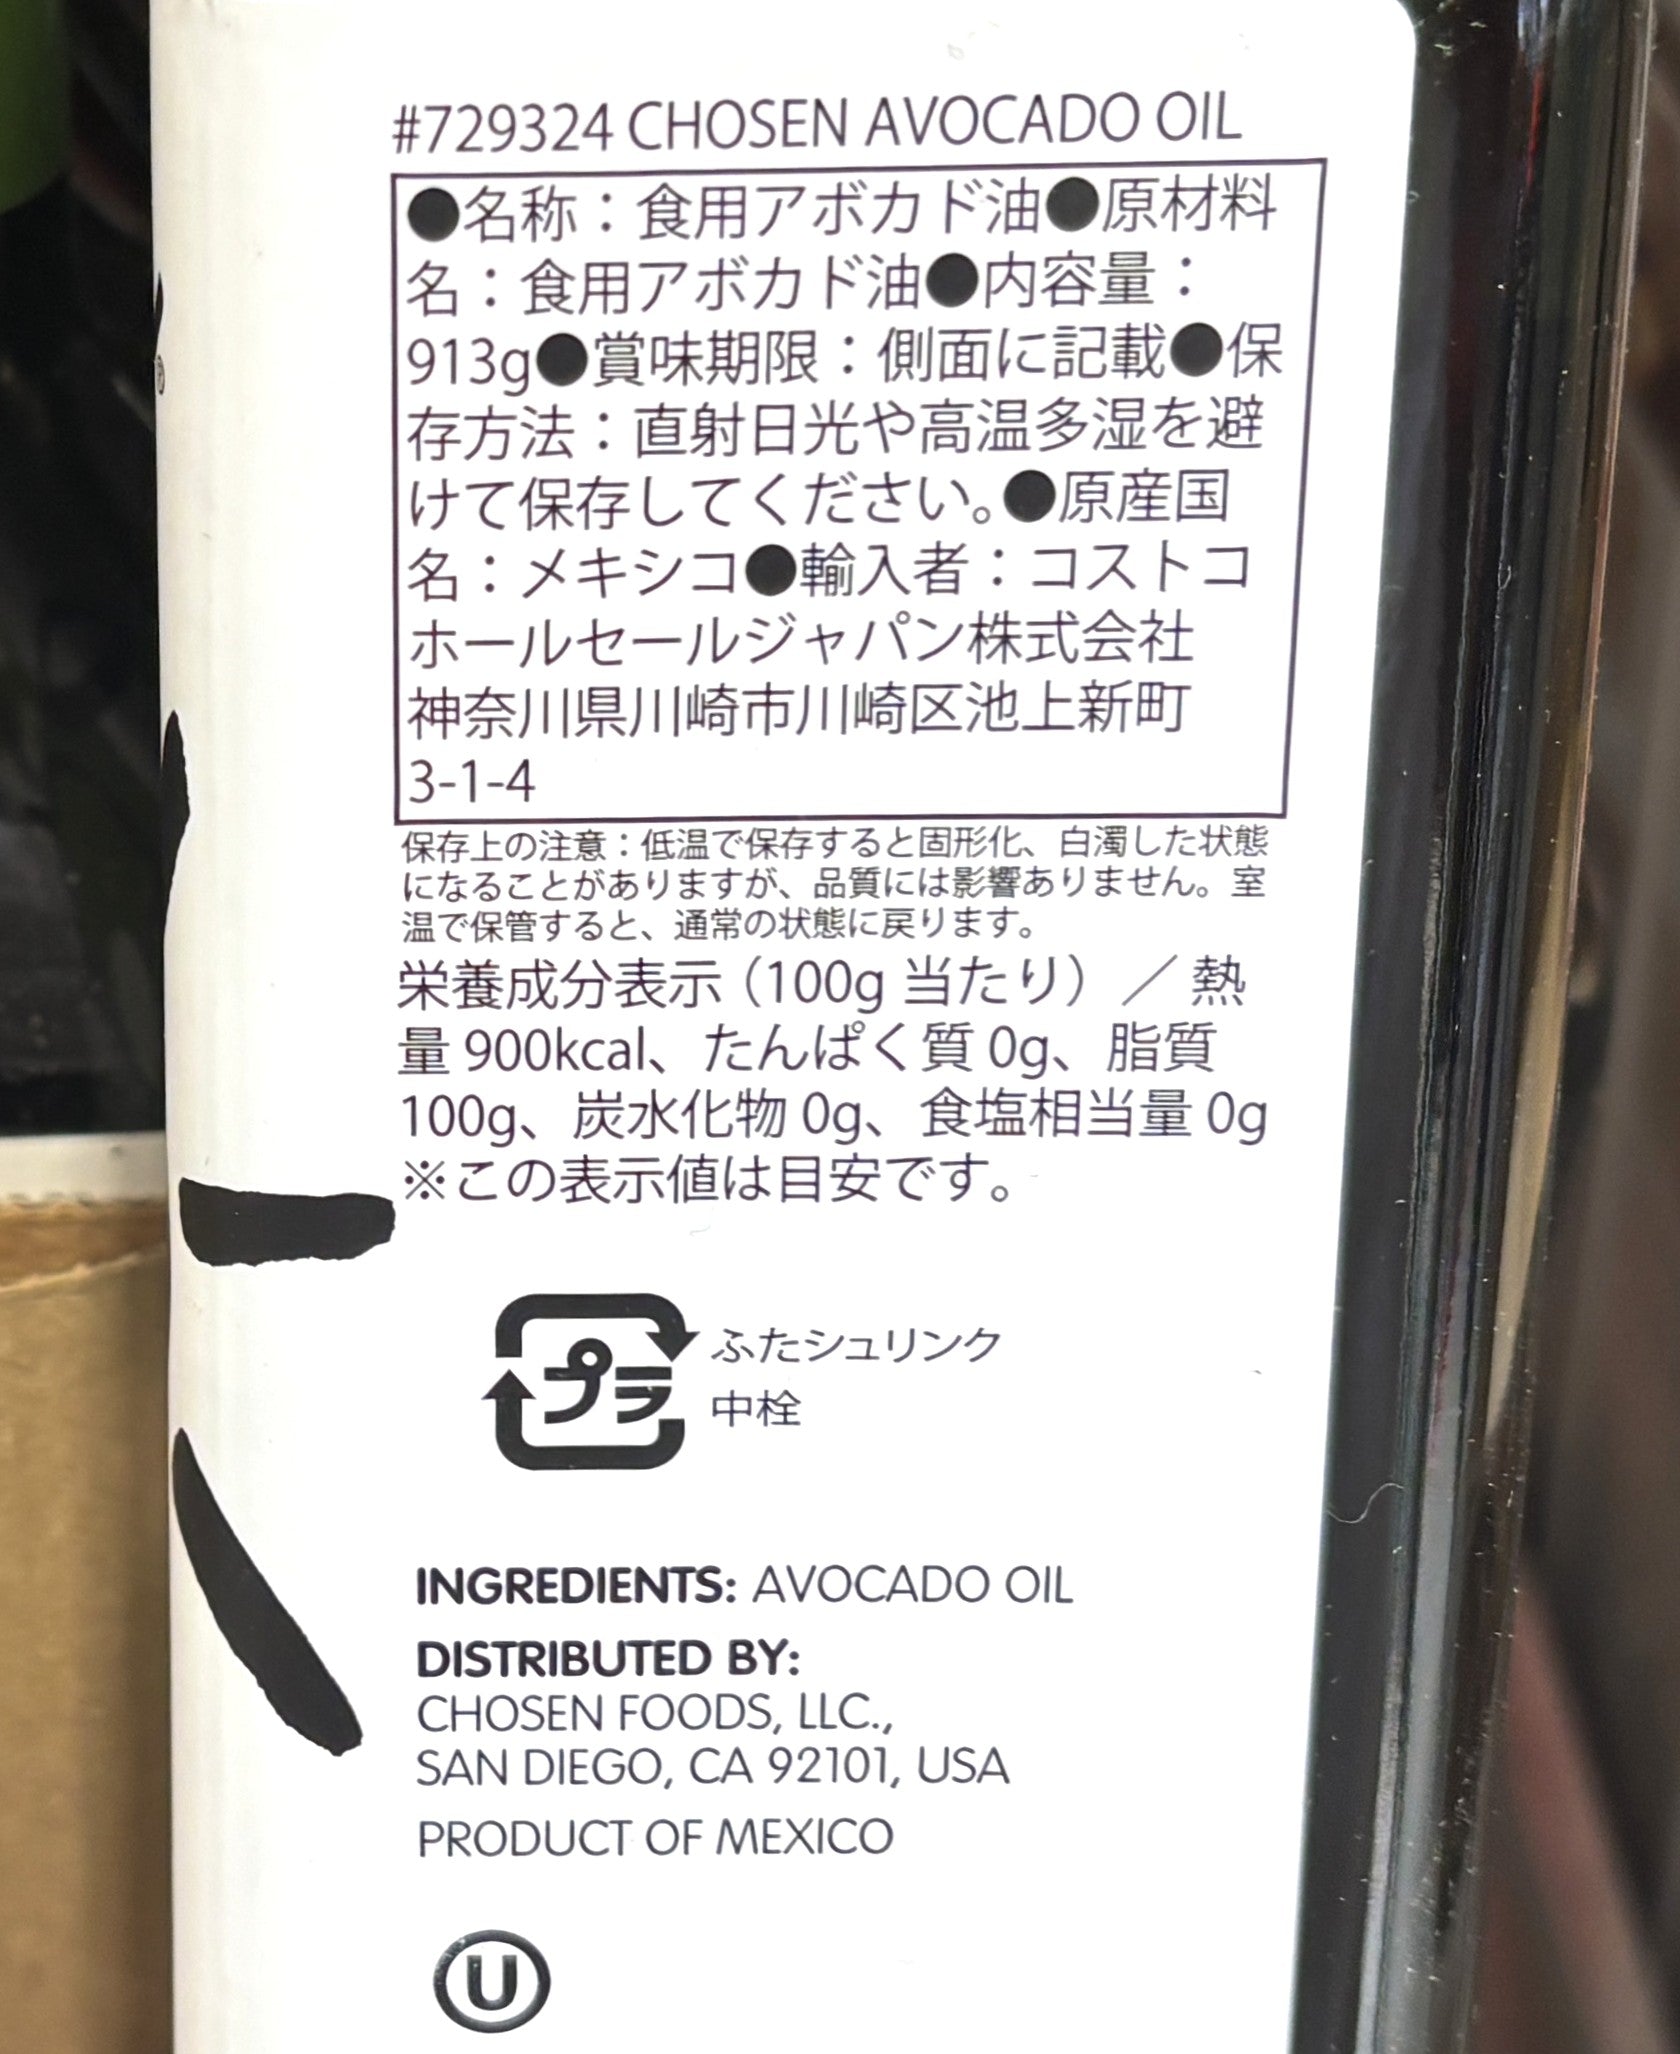 #729324 CHOSEN AVOCADO OIL
●名称：食用アボカド油●原材料
名：食用アボカド油●内容量：
913g●賞味期限：側面に記載●保
存方法：直射日光や高温多湿を避
けて保存してください。●原産国
名：メキシコ●輸入者：コストコ
ホールセールジャパン株式会社
神奈川県川崎市川崎区池上新町
3-1-4
保存上の注意：低温で保存すると固形化、白濁した状態
になることがありますが、品質には影響ありません。室
温で保管すると、通常の状態に戻ります。
栄養成分表示（100g 当たり）／熱
量 900kcal、たんぱく質 0g、脂質
100g、炭水化物 0g、食塩相当量 0g
※この表示値は目安です。
プラ ふたシュリンク
中栓
INGREDIENTS: AVOCADO OIL
DISTRIBUTED BY:
CHOSEN FOODS, LLC.,
SAN DIEGO, CA 92101, USA
PRODUCT OF MEXICO
U